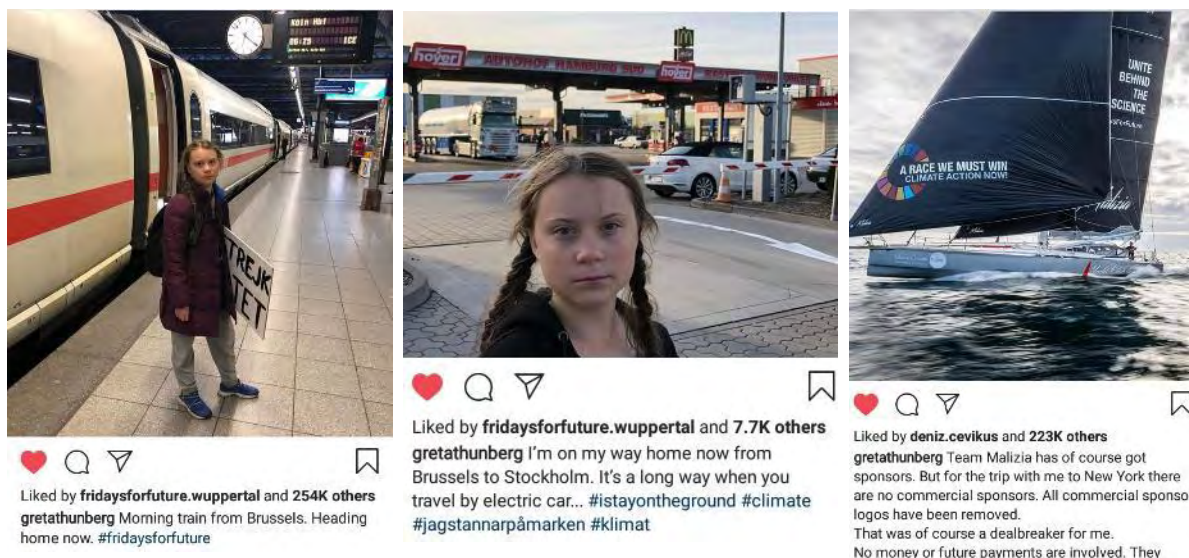 Köln Hbf
06:25 ICE
TREJK
TET
Liked by fridaysforfuture.wuppertal and 254K others
gretathunberg Morning train from Brussels. Heading
home now. #fridaysforfuture
hoyer AUTOHOF HAMBURG SÜD hoyer
Liked by fridaysforfuture.wuppertal and 7.7K others
gretathunberg I'm on my way home now from
Brussels to Stockholm. It's a long way when you
travel by electric car... #istayontheground #climate
#jagstannarpåmarken #klimat
UNITE
BEHIND
THE
SCIENCE
A RACE WE MUST WIN
CLIMATE ACTION NOW!
Malizia
Liked by deniz.cevikus and 223K others
gretathunberg Team Malizia has of course got
sponsors. But for the trip with me to New York there
are no commercial sponsors. All commercial sponso
logos have been removed.
That was of course a dealbreaker for me.
No money or future payments are involved. They